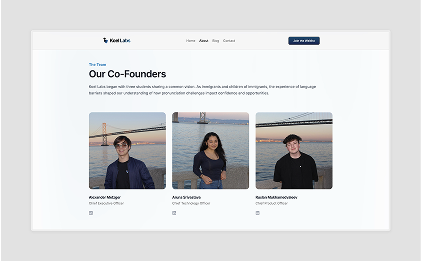 Koel Labs
Home About Blog Contact
Join the Waitlist
The Team
Our Co-Founders
Koel Labs began with three students sharing a common vision. As immigrants and children of immigrants, the experience of language
barriers shaped our understanding of how pronunciation challenges impact confidence and opportunities.
Alexander Metzger
Chief Executive Officer
Aruna Srivastava
Chief Technology Officer
Ruslan Mukhamedvaleev
Chief Product Officer